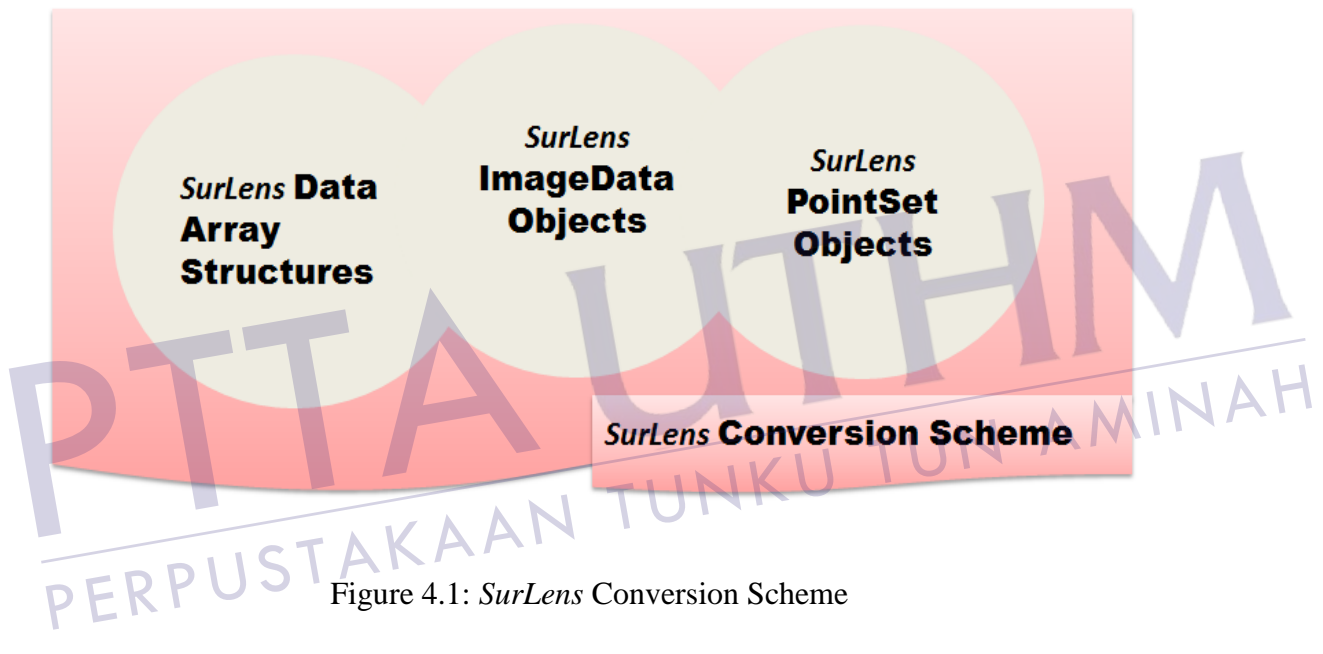 SurLens Data
Array
Structures
SurLens
ImageData
Objects
SurLens
PointSet
Objects
SurLens Conversion Scheme
PTTA UTHM
PERPUSTAKAAN TUNKU TUN AMINAH
Figure 4.1: SurLens Conversion Scheme